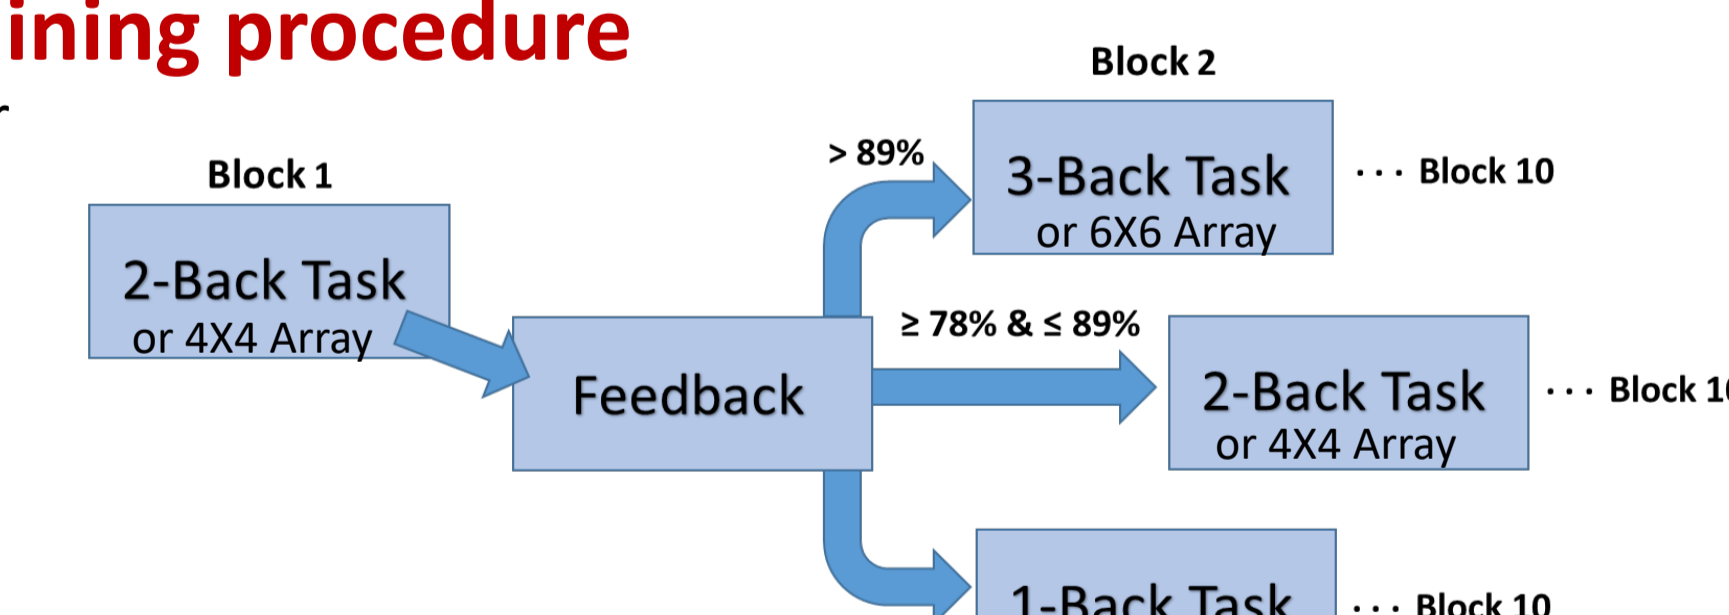 ining procedure
Block 1
2-Back Task
or 4X4 Array
Feedback
> 89%
Block 2
3-Back Task
or 6X6 Array
··· Block 10
≥ 78% & ≤ 89%
2-Back Task
or 4X4 Array
··· Block 10
1-Back Task
··· Block 10